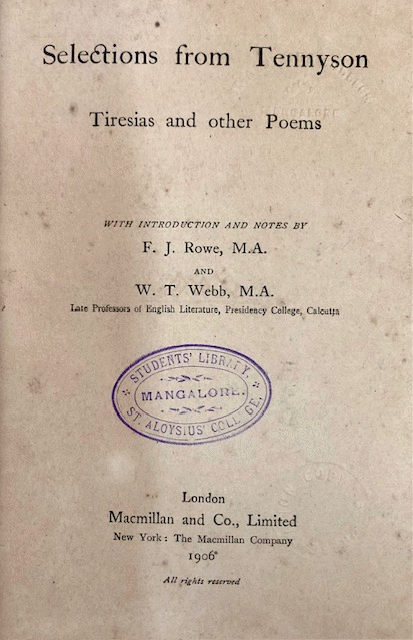 Selections from Tennyson
Tiresias and other Poems
WITH INTRODUCTION AND NOTES BY
F. J. Rowe, M.A.
AND
W. T. Webb, M.A.
Late Professors of English Literature, Presidency College, Calcutta
STUDENTS' LIBRARY,
MANGALORE.
ST. ALOYSIUS' COLLEGE,
London
Macmillan and Co., Limited
New York: The Macmillan Company
1906
All rights reserved